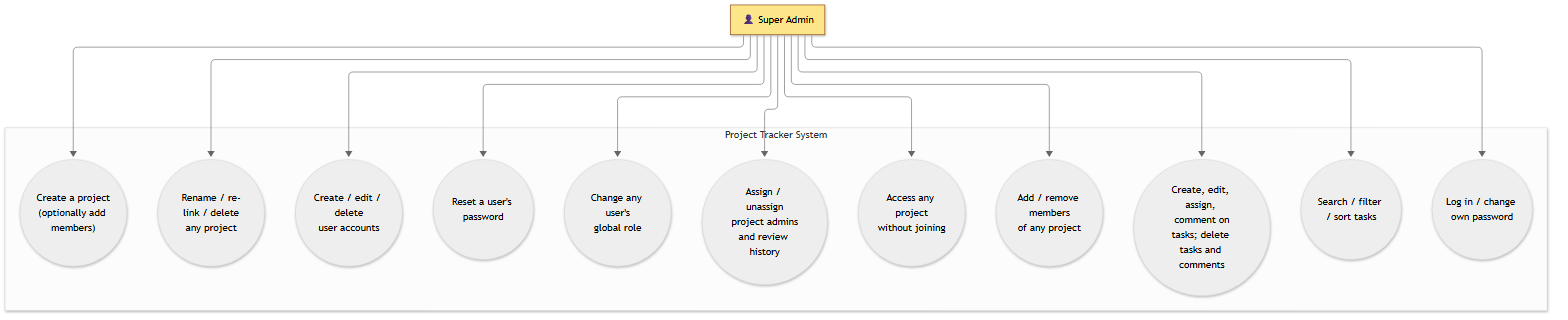 Super Admin
Project Tracker System
Create a project
(optionally add
members)
Rename / re-
link / delete
any project
Create / edit /
delete
user accounts
Reset a user's
password
Change any
user's
global role
Assign /
unassign
project admins
and review
history
Access any
project
without joining
Add / remove
members
of any project
Create, edit,
assign,
comment on
tasks; delete
tasks and
comments
Search / filter
/ sort tasks
Log in / change
own password